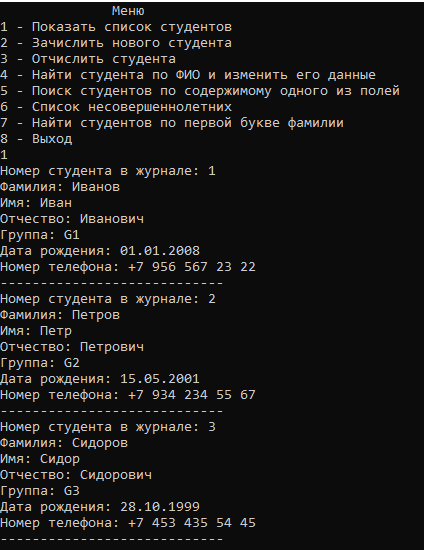 Меню
1 - Показать список студентов
2 - Зачислить нового студента
3 - Отчислить студента
4 - Найти студента по ФИО и изменить его данные
5 - Поиск студентов по содержимому одного из полей
6 - Список несовершеннолетних
7 - Найти студентов по первой букве фамилии
8 - Выход
1
Номер студента в журнале: 1
Фамилия: Иванов
Имя: Иван
Отчество: Иванович
Группа: G1
Дата рождения: 01.01.2008
Номер телефона: +7 956 567 23 22
----------------------------
Номер студента в журнале: 2
Фамилия: Петров
Имя: Петр
Отчество: Петрович
Группа: G2
Дата рождения: 15.05.2001
Номер телефона: +7 934 234 55 67
----------------------------
Номер студента в журнале: 3
Фамилия: Сидоров
Имя: Сидор
Отчество: Сидорович
Группа: G3
Дата рождения: 28.10.1999
Номер телефона: +7 453 435 54 45
----------------------------